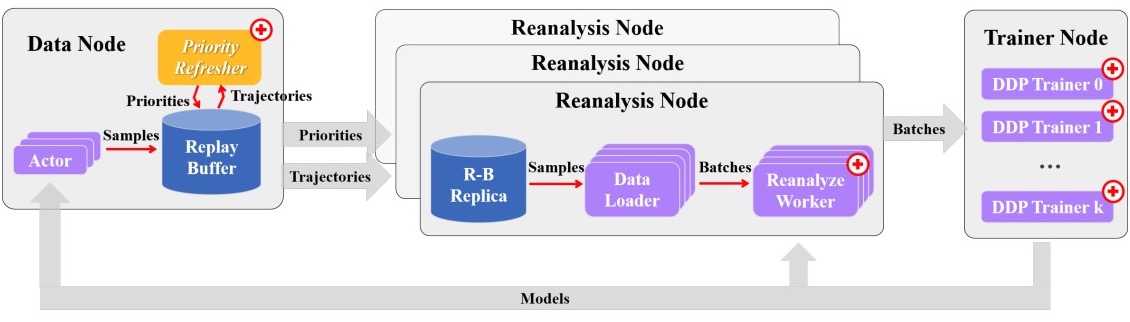 Data Node
Priority
Refresher
Priorities
Trajectories
Samples
Actor
Replay
Buffer
Priorities
Trajectories
Reanalysis Node
Reanalysis Node
Reanalysis Node
R-B
Replica
Samples
Data
Loader
Batches
Reanalyze
Worker
Batches
Trainer Node
DDP Trainer 0
DDP Trainer 1
...
DDP Trainer k
Models